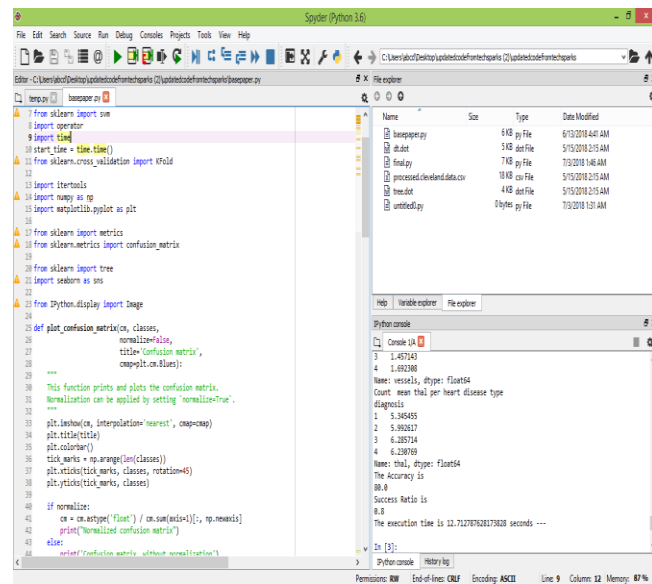 Spyder (Python 3.6)
File Edit Search Source Run Debug Consoles Projects Tools View Help
C:\Users\abcd\Desktop\updatedcodefromtechsparks (2)\updatedcodefromtechsparks
Editor - C:\Users\abcd\Desktop\updatedcodefromtechsparks (2)\updatedcodefromtechsparks\basepaper.py
temp.py basepaper.py
7 from sklearn import svm
8 import operator
9 import time
10 start_time = time.time()
11 from sklearn.cross_validation import KFold
12
13 import itertools
14 import numpy as np
15 import matplotlib.pyplot as plt
16
17 from sklearn import metrics
18 from sklearn.metrics import confusion_matrix
19
20 from sklearn import tree
21 import seaborn as sns
22
23 from IPython.display import Image
24
25 def plot_confusion_matrix(cm, classes,
26 normalize=False,
27 title='Confusion matrix',
28 cmap=plt.cm.Blues):
29 """
30 This function prints and plots the confusion matrix.
31 Normalization can be applied by setting `normalize=True`.
32 """
33 plt.imshow(cm, interpolation='nearest', cmap=cmap)
34 plt.title(title)
35 plt.colorbar()
36 tick_marks = np.arange(len(classes))
37 plt.xticks(tick_marks, classes, rotation=45)
38 plt.yticks(tick_marks, classes)
39
40 if normalize:
41 cm = cm.astype('float') / cm.sum(axis=1)[:, np.newaxis]
42 print("Normalized confusion matrix")
43 else:
44 print('Confusion matrix, without normalization')
File explorer
Name Size Type Date Modified
basepaper.py 6 KB py File 6/13/2018 4:41 AM
dt.dot 5 KB dot File 5/15/2018 2:15 AM
final.py 7 KB py File 7/3/2018 1:46 AM
processed.cleveland.data.csv 18 KB csv File 5/15/2018 2:15 AM
tree.dot 4 KB dot File 5/15/2018 2:15 AM
untitled0.py 0 bytes py File 7/3/2018 1:31 AM
Help Variable explorer File explorer
IPython console
Console 1/A
3 1.457143
4 1.692308
Name: vessels, dtype: float64
Count mean thal per heart disease type
diagnosis
1 5.345455
2 5.992617
3 6.285714
4 6.230769
Name: thal, dtype: float64
The Accuracy is
80.0
Success Ratio is
0.8
The execution time is 12.712787628173828 seconds ---
In [3]:
IPython console History log
Permissions: RW End-of-lines: CRLF Encoding: ASCII Line: 9 Column: 12 Memory: 87 %